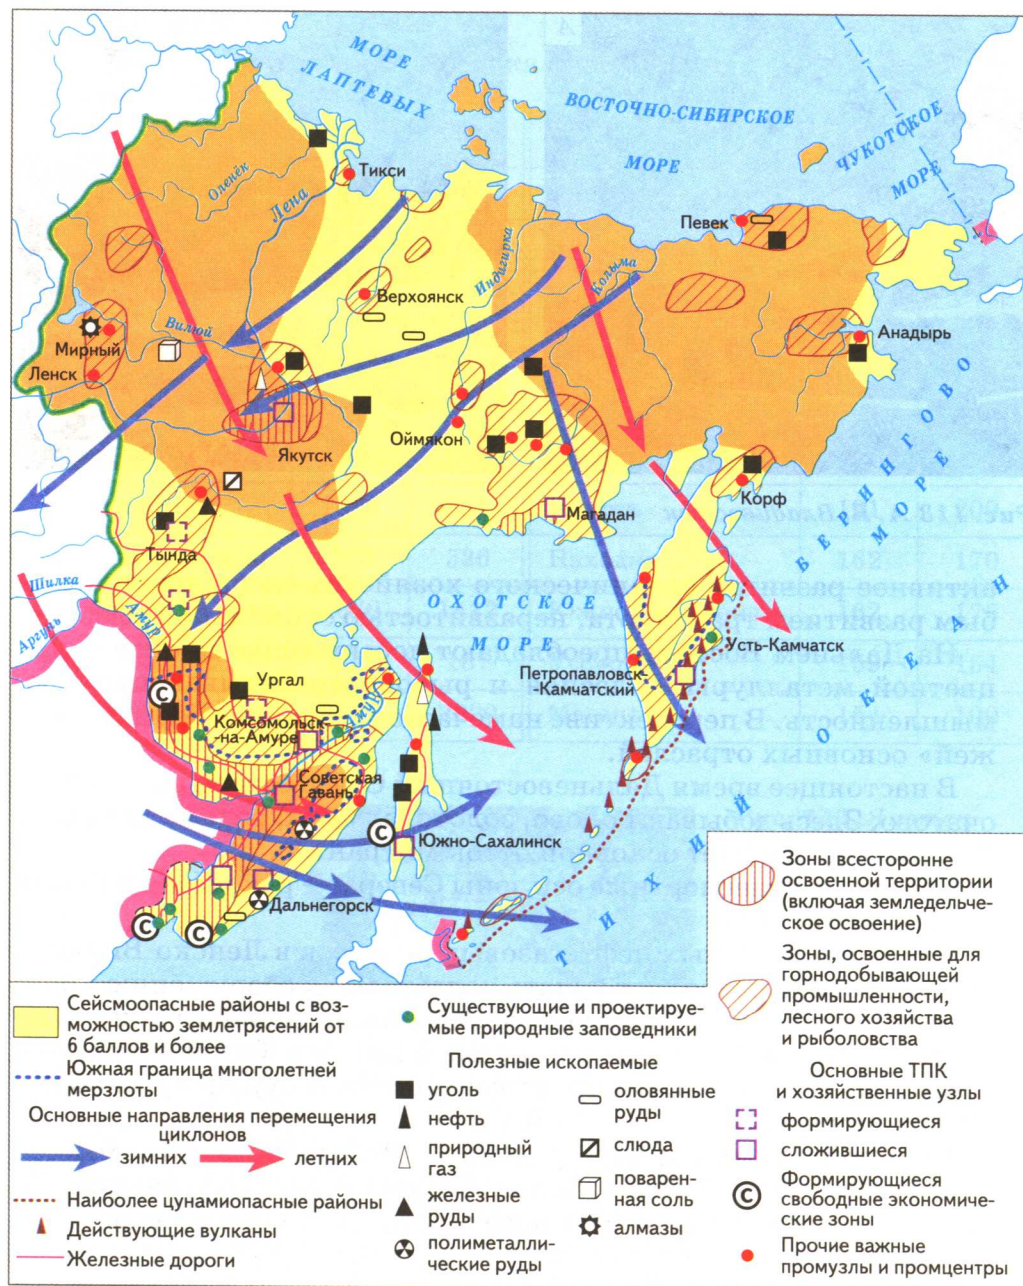 МОРЕ
ЛАПТЕВЫХ
ВОСТОЧНО-СИБИРСКОЕ
МОРЕ
ЧУКОТСКОЕ
МОРЕ
Оленёк
Лена
Тикси
Певек
Индигирка
Колыма
Верхоянск
Анадырь
Вилюй
Мирный
Ленск
Оймякон
Якутск
Корф
Магадан
БЕРИНГОВО
МОРЕ
Тында
Шилка
Аргунь
Амур
ОХОТСКОЕ
МОРЕ
Усть-Камчатск
Петропавловск
-Камчатский
Ургал
Комсомольск-
-на-Амуре
Амур
Советская
Гавань
Южно-Сахалинск
Дальнегорск
ТИХИЙ ОКЕАН
Зоны всесторонне
освоенной территории
(включая земледельче-
ское освоение)
Зоны, освоенные для
горнодобывающей
промышленности,
лесного хозяйства
и рыболовства
Сейсмоопасные районы с воз-
можностью землетрясений от
6 баллов и более
Южная граница многолетней
мерзлоты
Основные направления перемещения
циклонов
зимних
летних
Наиболее цунамиопасные районы
Действующие вулканы
Железные дороги
Существующие и проектируе-
мые природные заповедники
Полезные ископаемые
уголь
нефть
природный
газ
железные
руды
полиметалли-
ческие руды
оловянные
руды
слюда
поварен-
ная соль
алмазы
Основные ТПК
и хозяйственные узлы
формирующиеся
сложившиеся
С
Формирующиеся
свободные экономиче-
ские зоны
Прочие важные
промузлы и промцентры